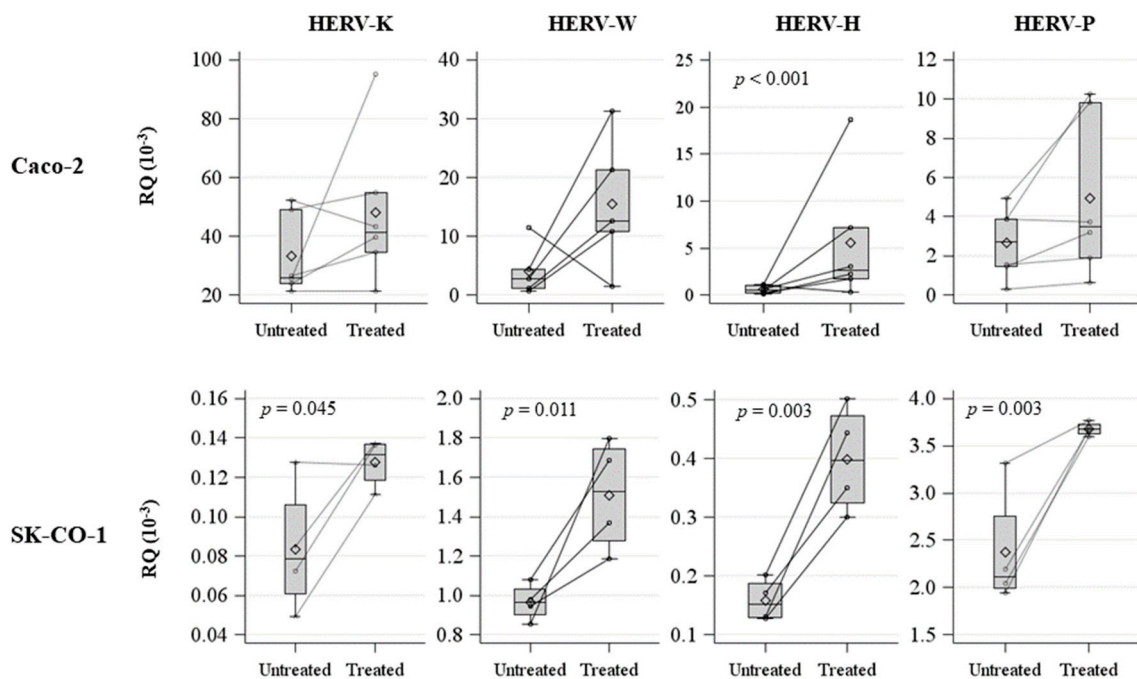 HERV-K HERV-W HERV-H HERV-P
Caco-2
RQ (10⁻³)
100
80
60
40
20
Untreated Treated
40
30
20
10
0
Untreated Treated
p < 0.001
25
20
15
10
5
0
Untreated Treated
12
10
8
6
4
2
0
Untreated Treated
SK-CO-1
RQ (10⁻³)
p = 0.045
0.16
0.14
0.12
0.10
0.08
0.06
0.04
Untreated Treated
p = 0.011
2.0
1.8
1.6
1.4
1.2
1.0
0.8
Untreated Treated
p = 0.003
0.5
0.4
0.3
0.2
0.1
Untreated Treated
p = 0.003
4.0
3.5
3.0
2.5
2.0
1.5
Untreated Treated